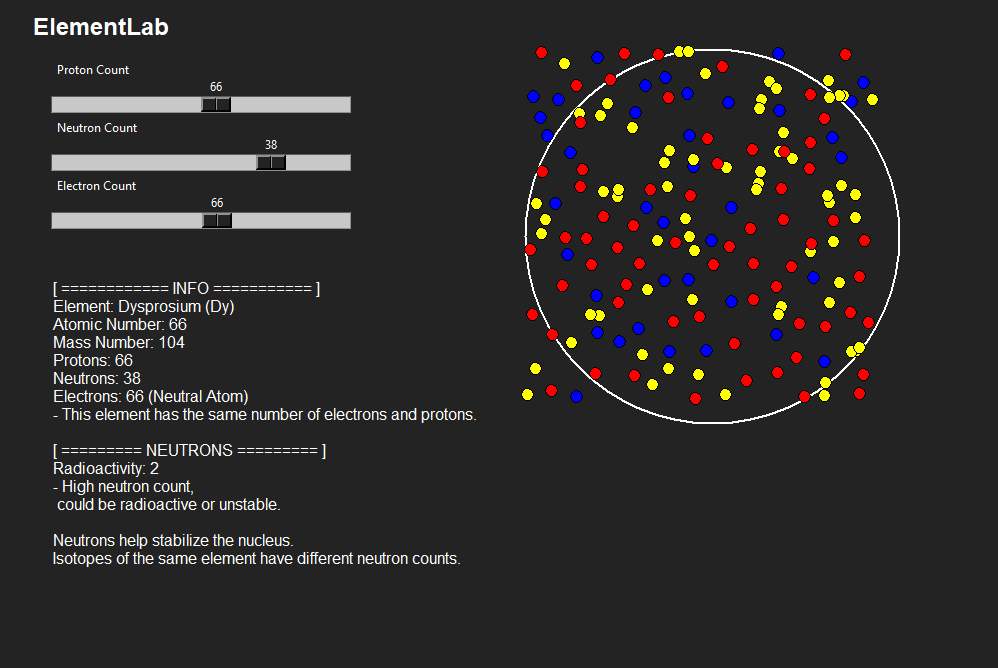 ElementLab
Proton Count
66
Neutron Count
38
Electron Count
66
[ ============ INFO =========== ]
Element: Dysprosium (Dy)
Atomic Number: 66
Mass Number: 104
Protons: 66
Neutrons: 38
Electrons: 66 (Neutral Atom)
- This element has the same number of electrons and protons.
[ ========= NEUTRONS ========= ]
Radioactivity: 2
- High neutron count,
could be radioactive or unstable.
Neutrons help stabilize the nucleus.
Isotopes of the same element have different neutron counts.